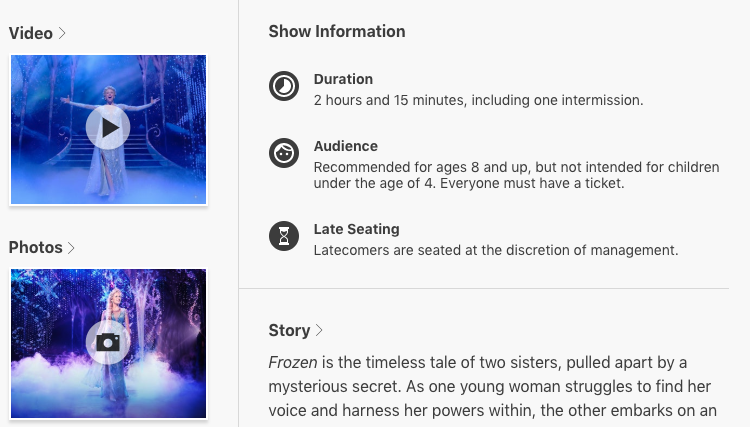 Video
Photos
Show Information
Duration
2 hours and 15 minutes, including one intermission.
Audience
Recommended for ages 8 and up, but not intended for children
under the age of 4. Everyone must have a ticket.
Late Seating
Latecomers are seated at the discretion of management.
Story
Frozen is the timeless tale of two sisters, pulled apart by a
mysterious secret. As one young woman struggles to find her
voice and harness her powers within, the other embarks on an